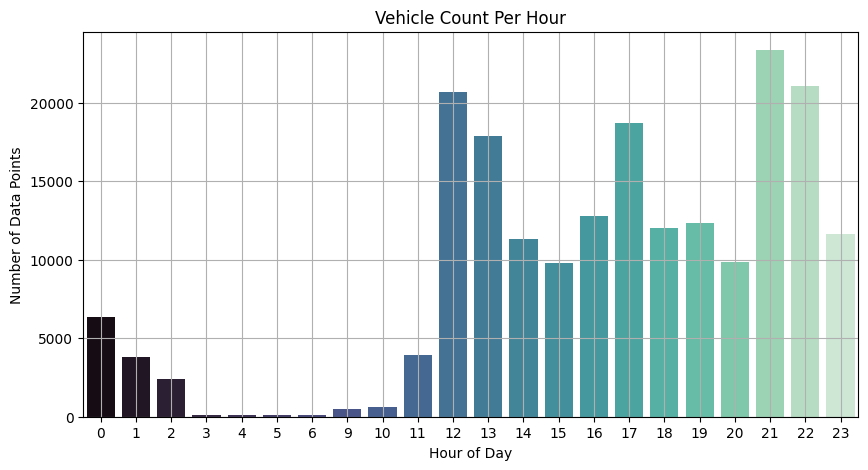 Vehicle Count Per Hour
Number of Data Points
20000
15000
10000
5000
0
0 1 2 3 4 5 6 9 10 11 12 13 14 15 16 17 18 19 20 21 22 23
Hour of Day